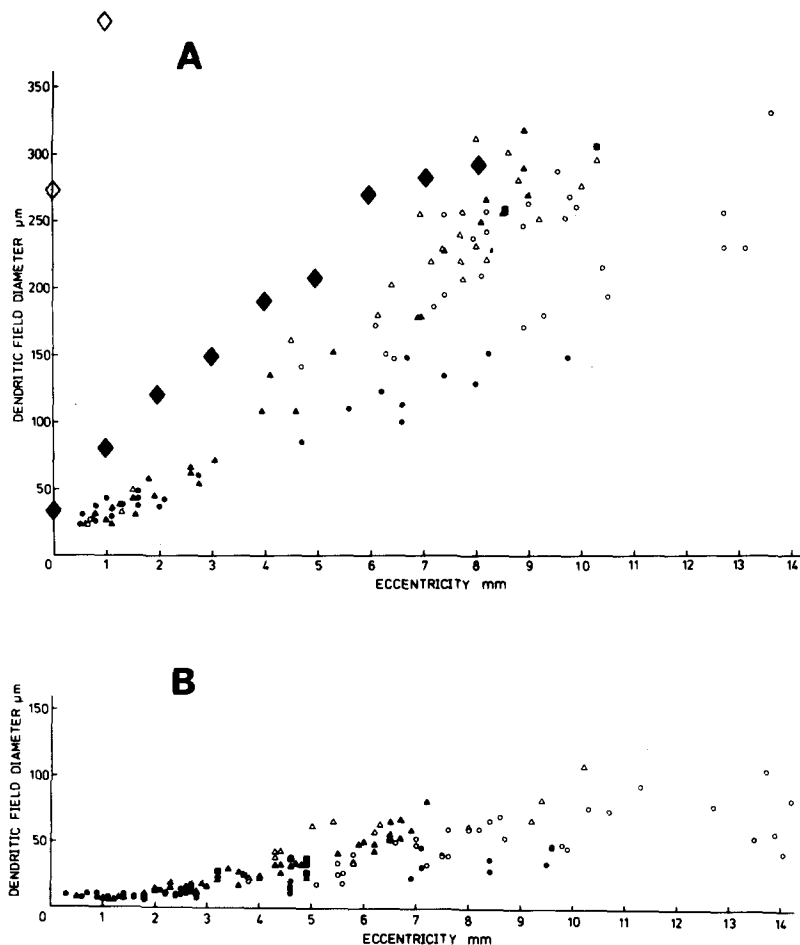 A
350
300
250
200
150
100
50
DENDRITIC FIELD DIAMETER µm
0 1 2 3 4 5 6 7 8 9 10 11 12 13 14
ECCENTRICITY mm
B
150
100
50
DENDRITIC FIELD DIAMETER µm
0 1 2 3 4 5 6 7 8 9 10 11 12 13 14
ECCENTRICITY mm